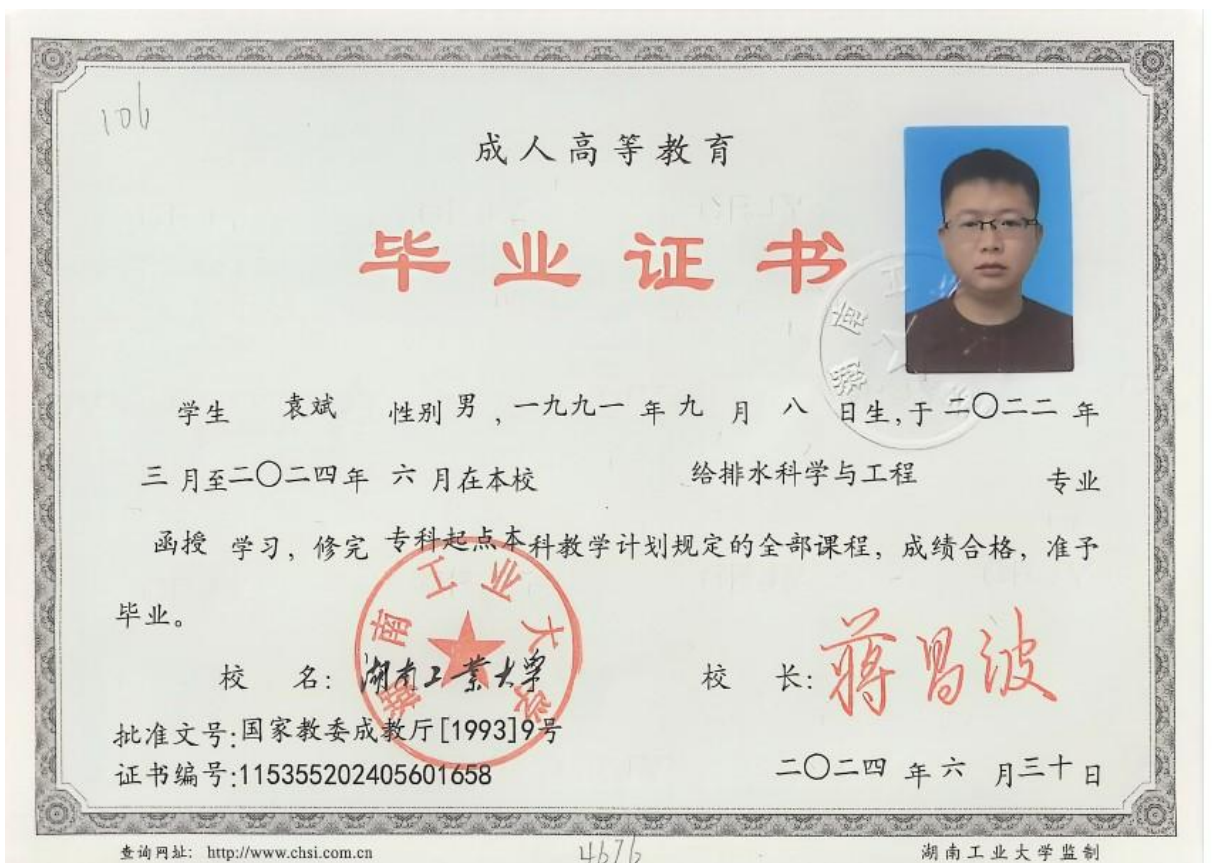 106
成人高等教育
毕业证书
学生 袁斌 性别 男 ,一九九一 年 九 月 八 日生,于 二〇二二 年
三 月至二〇二四年 六 月在本校 给排水科学与工程 专业
函授 学习，修完 专科起点本科教学计划规定的全部课程，成绩合格，准予
毕业。
湖南工业大学
校 名: 湖南工業大学 校 长: 蒋昌波
批准文号:国家教委成教厅[1993]9号
证书编号:115355202405601658 二〇二四 年 六 月三十日
查询网址: http://www.chsi.com.cn 4676 湖南工业大学监制